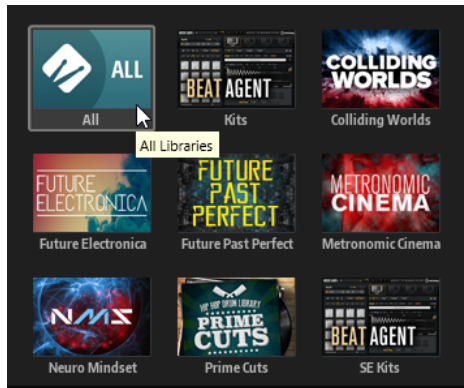 ALL
BEAT AGENT
COLLIDING
WORLDS
All
Kits
Colliding Worlds
All Libraries
FUTURE
ELECTRONICA
FUTURE
PAST
PERFECT
METRONOMIC
CINEMA
Future Electronica
Future Past Perfect
Metronomic Cinema
NMS
HIP HOP DRUM LIBRARY
PRIME
CUTS
BEAT AGENT
Neuro Mindset
Prime Cuts
SE Kits